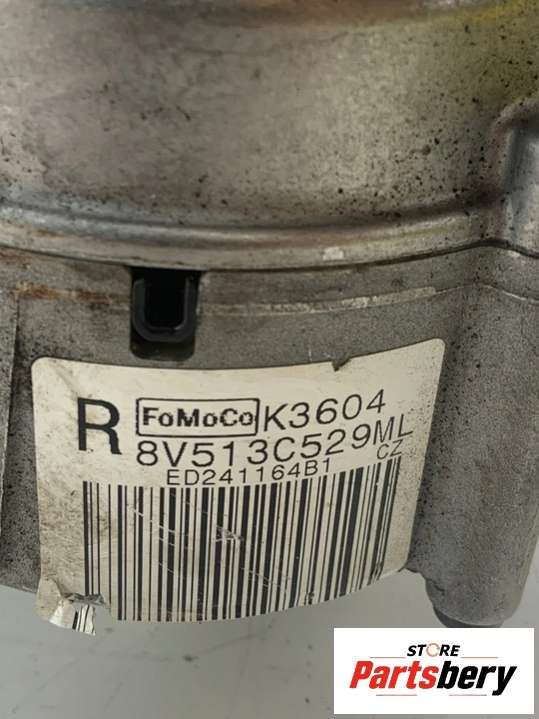 R FoMoCo K3604
8V513C529ML
ED241164B1 CZ
STORE
Partsbery